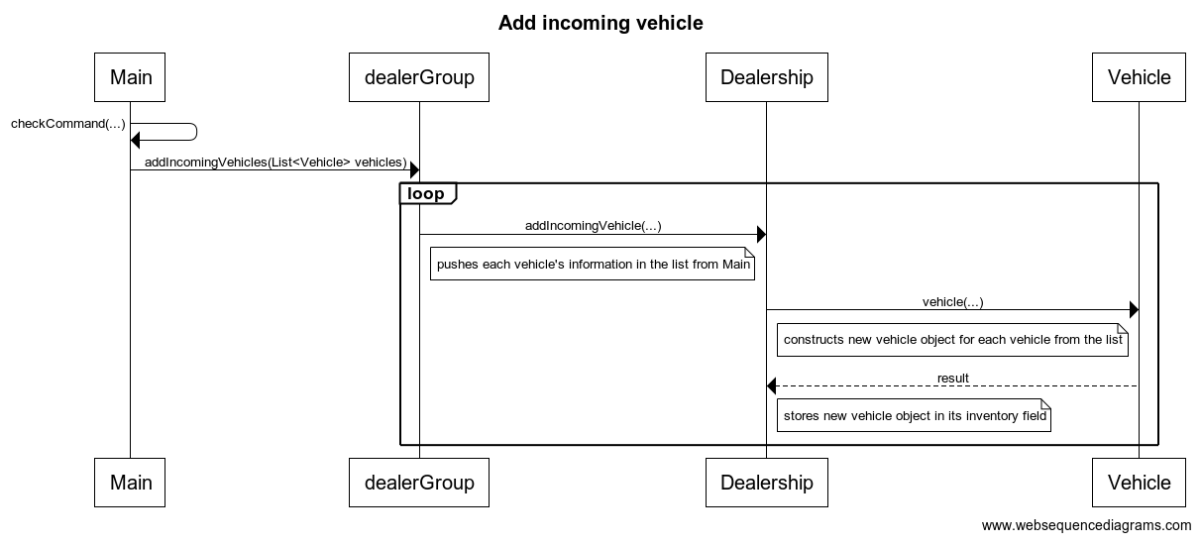 Add incoming vehicle
Main
dealerGroup
Dealership
Vehicle
checkCommand(...)
addIncomingVehicles(List<Vehicle> vehicles)
loop
addIncomingVehicle(...)
pushes each vehicle's information in the list from Main
vehicle(...)
constructs new vehicle object for each vehicle from the list
result
stores new vehicle object in its inventory field
Main
dealerGroup
Dealership
Vehicle
www.websequencediagrams.com